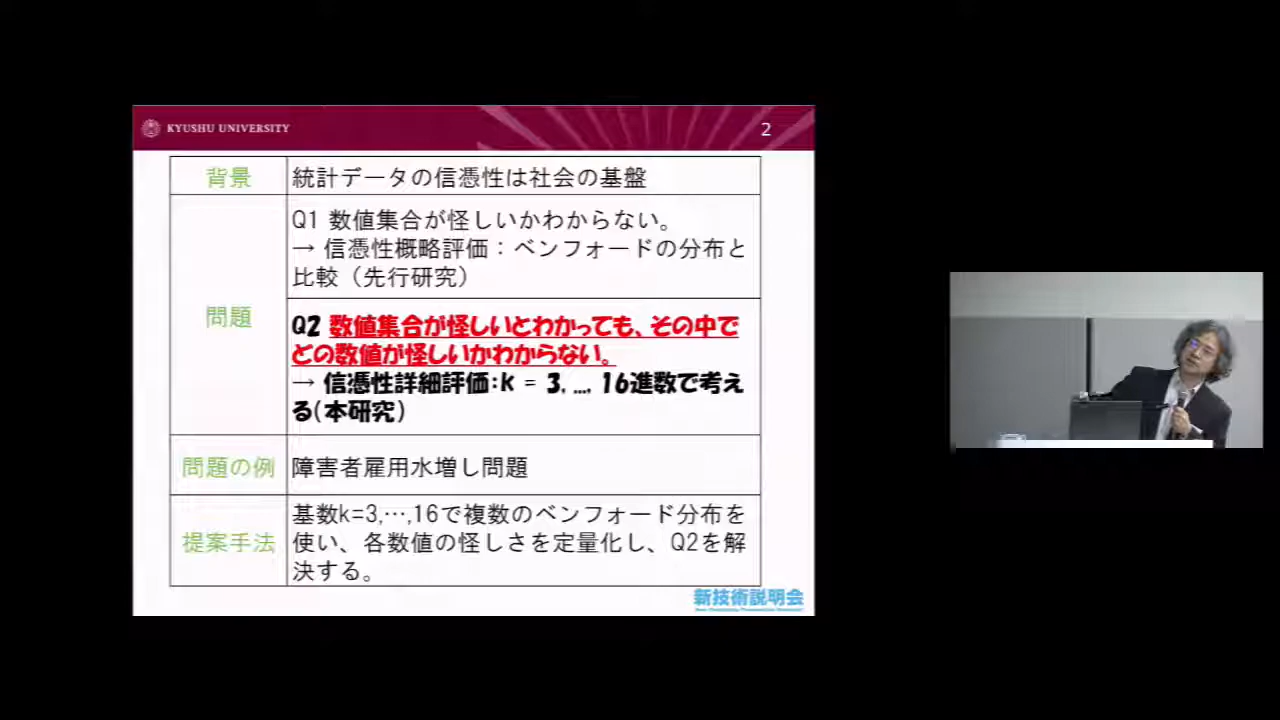 KYUSHU UNIVERSITY
2
背景
統計データの信憑性は社会の基盤
問題
Q1 数値集合が怪しいかわからない。
→ 信憑性概略評価：ベンフォードの分布と
比較（先行研究）
Q2 数値集合が怪しいとわかっても、その中で
どの数値が怪しいかわからない。
→ 信憑性詳細評価:k = 3, …, 16進数で考え
る(本研究)
問題の例
障害者雇用水増し問題
提案手法
基数k=3,…,16で複数のベンフォード分布を
使い、各数値の怪しさを定量化し、Q2を解
決する。
新技術説明会